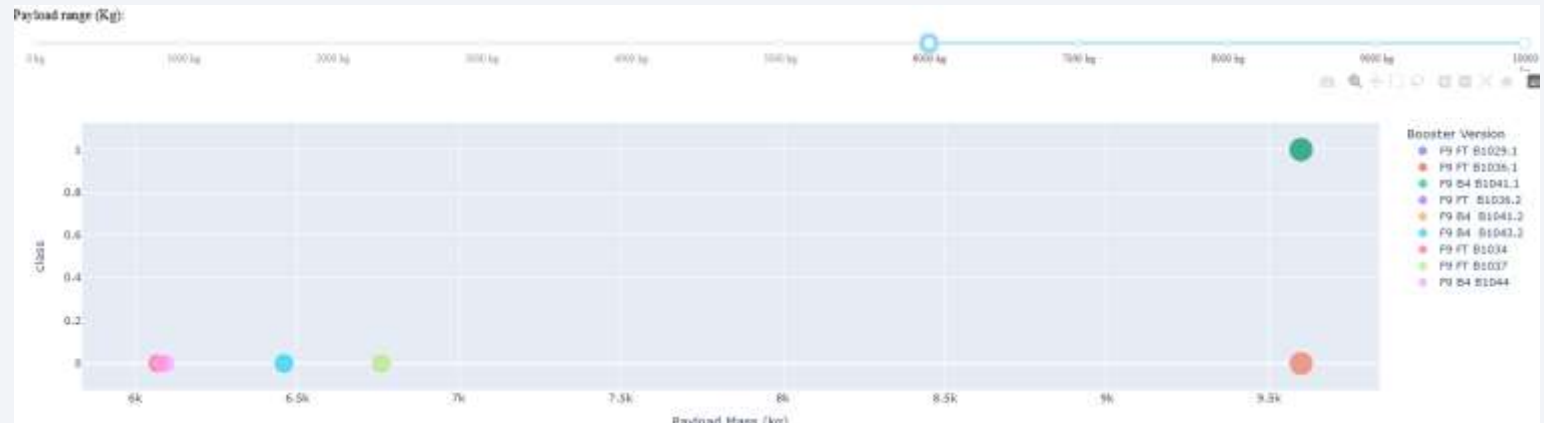 Payload range (Kg):
0 kg 1000 kg 2000 kg 3000 kg 4000 kg 5000 kg 6000 kg 7000 kg 8000 kg 9000 kg 10000
Booster Version
F9 FT B1029.1
F9 FT B1036.1
F9 B4 B1041.1
F9 FT B1036.2
F9 B4 B1041.2
F9 B4 B1043.2
F9 FT B1034
F9 FT B1037
F9 B4 B1044
1
0.8
0.6
0.4
0.2
0
class
6k 6.5k 7k 7.5k 8k 8.5k 9k 9.5k
Payload Mass (kg)